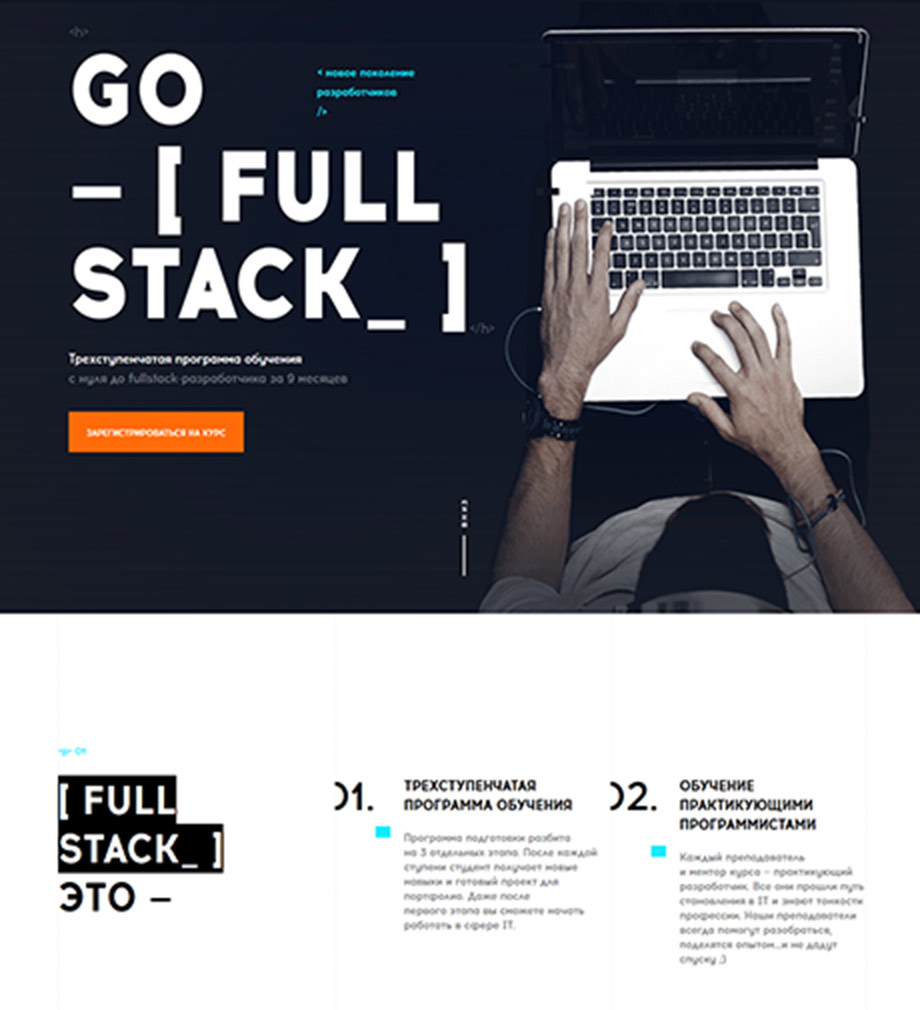 <h>
GO
< новое поколение
разработчиков
/>
– [ FULL
STACK_ ]
</h>
Трехступенчатая программа обучения
с нуля до fullstack-разработчика за 9 месяцев
ЗАРЕГИСТРИРОВАТЬСЯ НА КУРС
вниз
01
[ FULL
STACK_ ]
ЭТО –
01.
ТРЕХСТУПЕНЧАТАЯ
ПРОГРАММА ОБУЧЕНИЯ
Программа подготовки разбита
на 3 отдельных этапа. После каждой
ступени студент получает новые
навыки и готовый проект для
портфолио. Даже после
первого этапа вы сможете начать
работать в сфере IT.
02.
ОБУЧЕНИЕ
ПРАКТИКУЮЩИМИ
ПРОГРАММИСТАМИ
Каждый преподаватель
и ментор курса – практикующий
разработчик. Все они прошли путь
становления в IT и знают тонкости
профессии. Наши преподаватели
всегда помогут разобраться,
поделятся опытом...и не дадут
спуску ;)